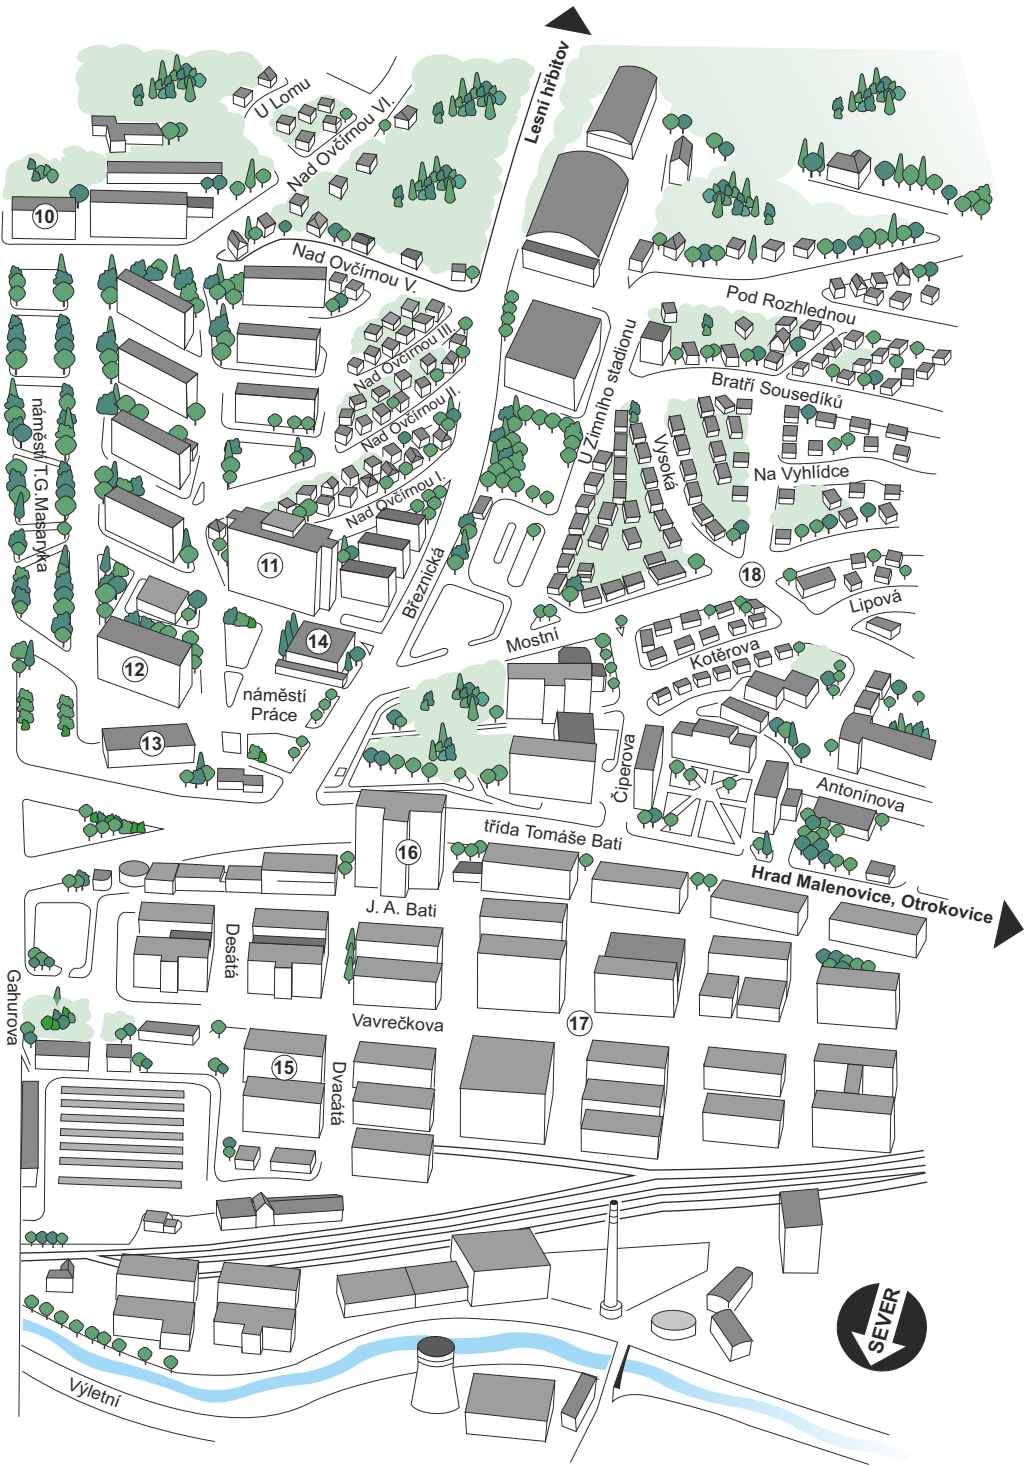 Lesní hřbitov
U Lomu
Nad Ovčírnou VI.
10
Nad Ovčírnou V.
Pod Rozhlednou
Nad Ovčírnou III.
U Zimního stadionu
Bratří Sousedíků
Nad Ovčírnou II.
náměstí T.G.Masaryka
Vysoká
Na Vyhlídce
Nad Ovčírnou I.
11
Březnická
18
Lipová
14
Mostní
12
Kotěrova
náměstí
Práce
13
Čiperova
Antonínova
třída Tomáše Bati
16
Hrad Malenovice, Otrokovice
J. A. Bati
Desátá
Gahurova
Vavrečkova
17
15
Dvacátá
SEVER
Výletní